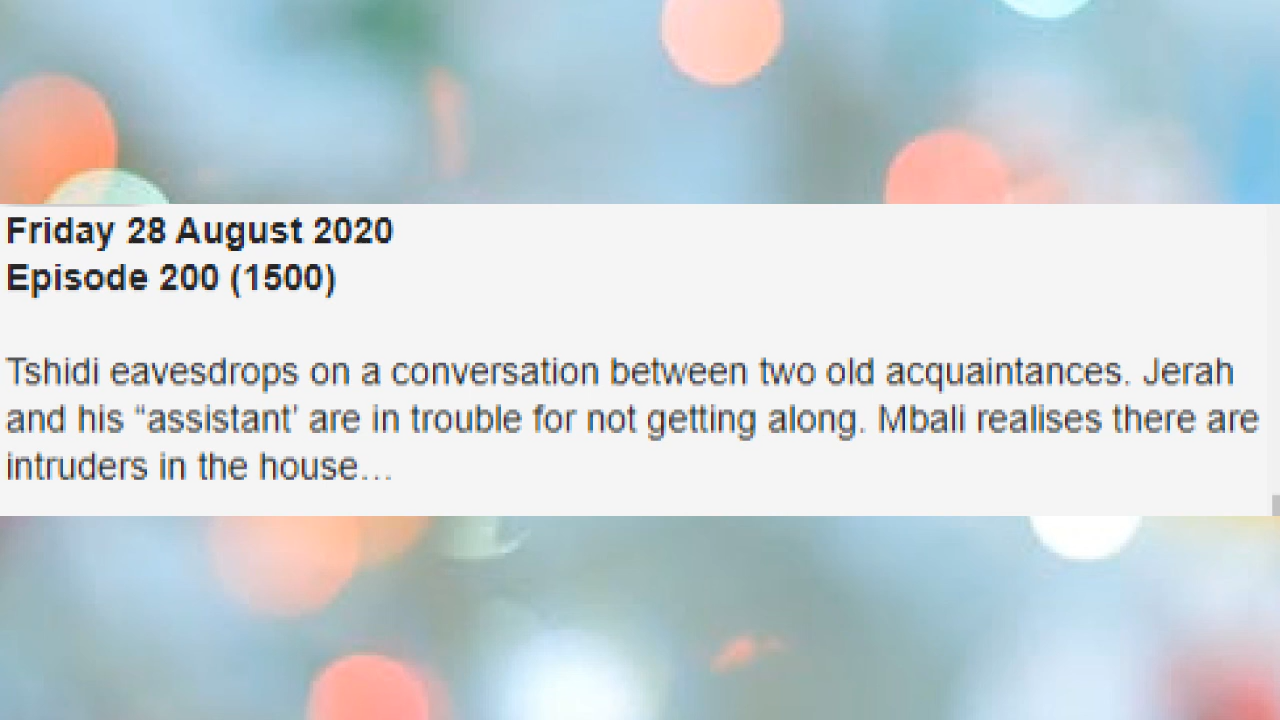 Friday 28 August 2020
Episode 200 (1500)
Tshidi eavesdrops on a conversation between two old acquaintances. Jerah
and his “assistant’ are in trouble for not getting along. Mbali realises there are
intruders in the house…